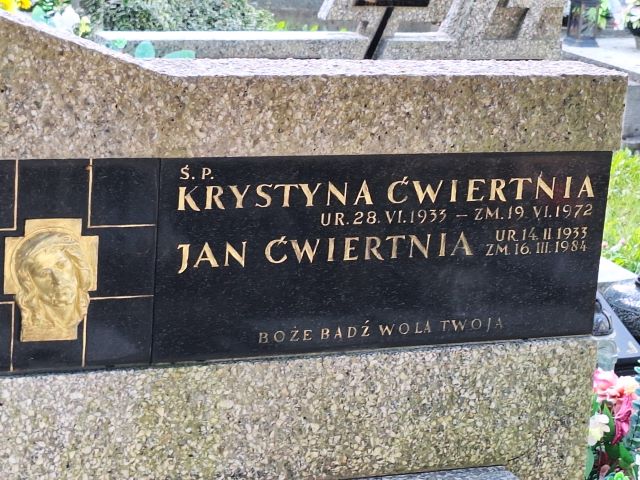 Ś. P.
KRYSTYNA ĆWIERTNIA
UR. 28. VI. 1933 – ZM. 19. VI. 1972
JAN ĆWIERTNIA UR. 14. II. 1933
ZM. 16. III. 1984
BOŻE BADŹ WOLA TWOJA